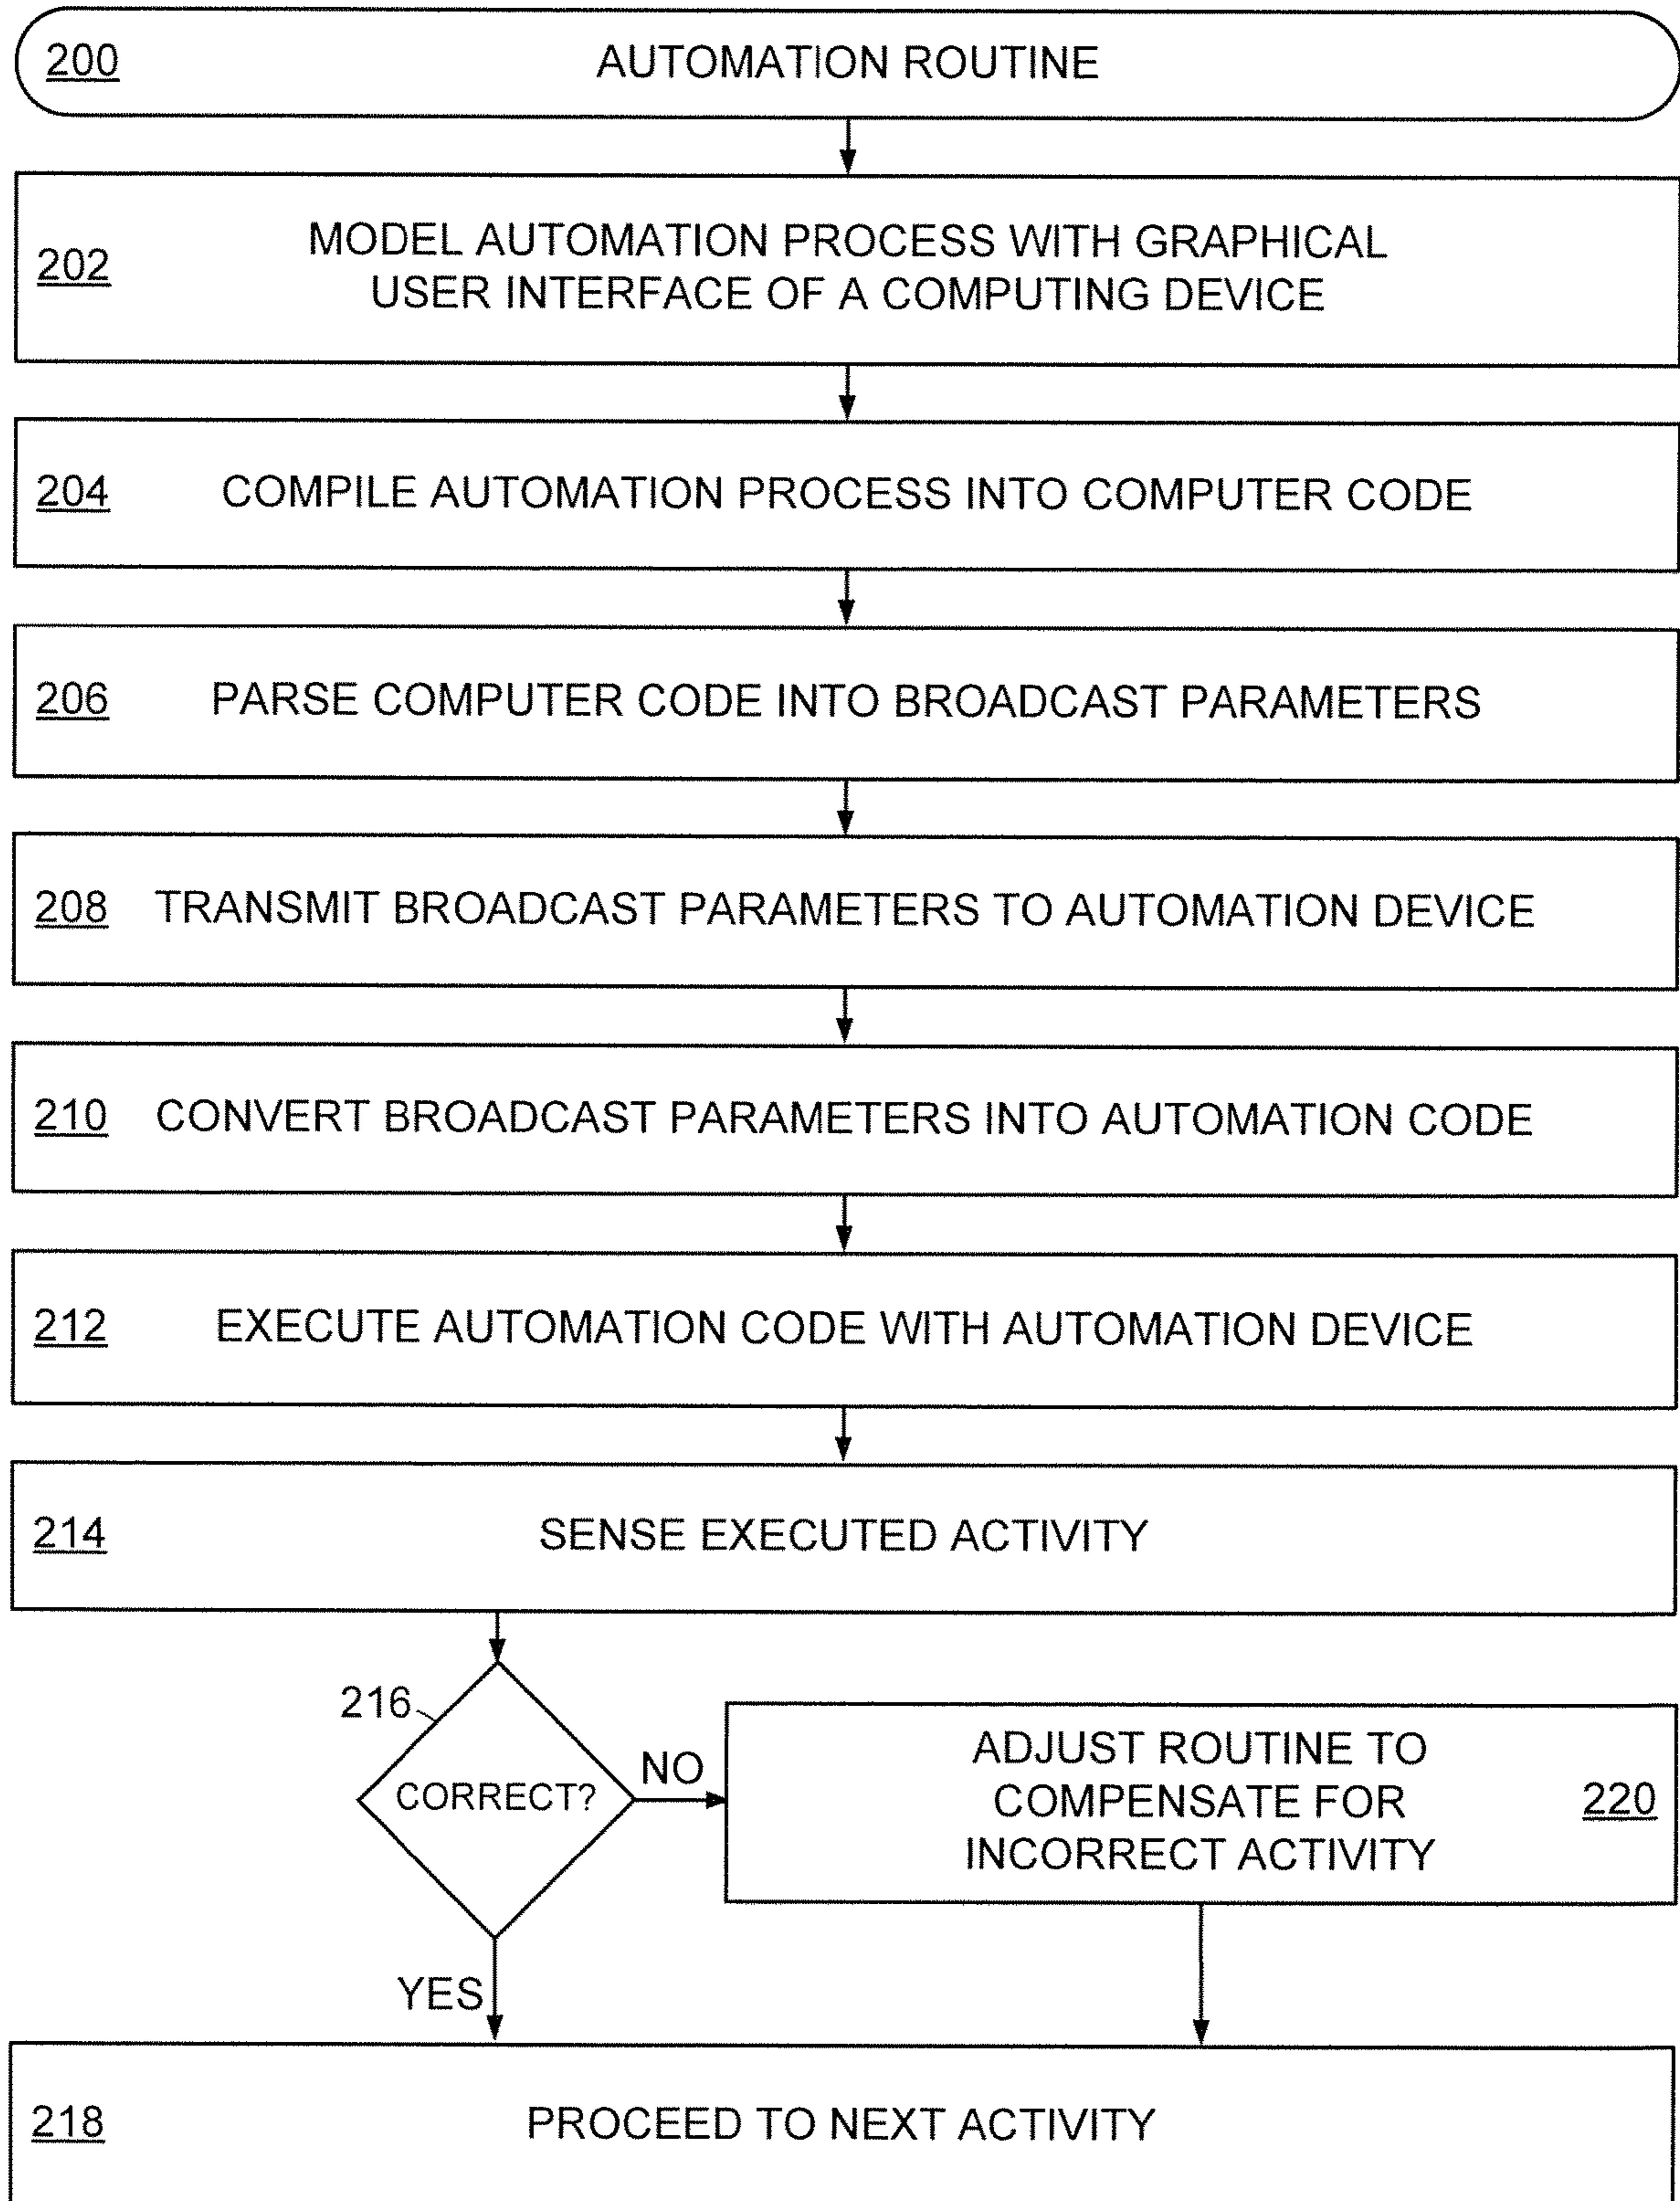 200 AUTOMATION ROUTINE
202 MODEL AUTOMATION PROCESS WITH GRAPHICAL
USER INTERFACE OF A COMPUTING DEVICE
204 COMPILE AUTOMATION PROCESS INTO COMPUTER CODE
206 PARSE COMPUTER CODE INTO BROADCAST PARAMETERS
208 TRANSMIT BROADCAST PARAMETERS TO AUTOMATION DEVICE
210 CONVERT BROADCAST PARAMETERS INTO AUTOMATION CODE
212 EXECUTE AUTOMATION CODE WITH AUTOMATION DEVICE
214 SENSE EXECUTED ACTIVITY
216
CORRECT?
NO
ADJUST ROUTINE TO
COMPENSATE FOR
INCORRECT ACTIVITY
220
YES
218 PROCEED TO NEXT ACTIVITY